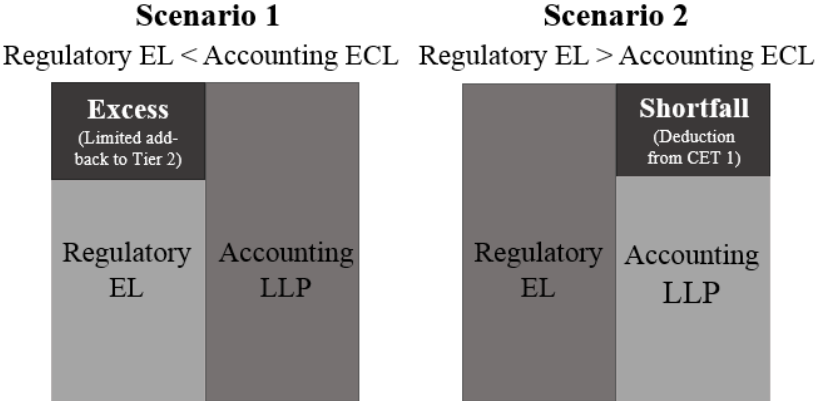 Scenario 1
Regulatory EL < Accounting ECL
Excess
(Limited add-
back to Tier 2)
Regulatory
EL
Accounting
LLP
Scenario 2
Regulatory EL > Accounting ECL
Shortfall
(Deduction
from CET 1)
Regulatory
EL
Accounting
LLP